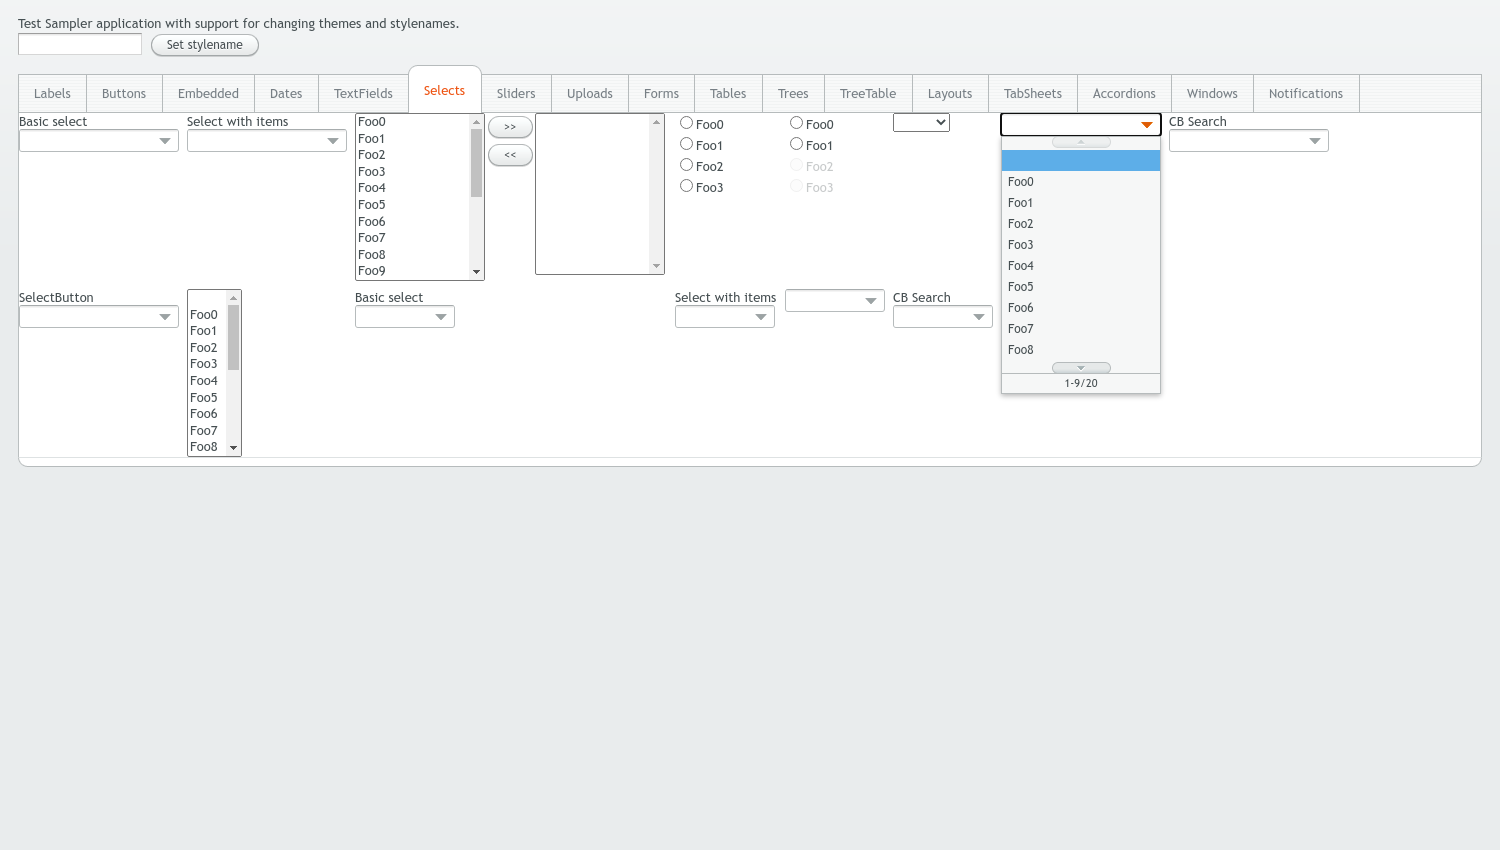 Test Sampler application with support for changing themes and stylenames.
Set stylename
Labels Buttons Embedded Dates TextFields Selects Sliders Uploads Forms Tables Trees TreeTable Layouts TabSheets Accordions Windows Notifications
Basic select
Select with items
Foo0
Foo1
Foo2
Foo3
Foo4
Foo5
Foo6
Foo7
Foo8
Foo9
>>
<<
Foo0
Foo1
Foo2
Foo3
Foo0
Foo1
Foo2
Foo3
Foo0
Foo1
Foo2
Foo3
Foo4
Foo5
Foo6
Foo7
Foo8
1-9/20
CB Search
SelectButton
Foo0
Foo1
Foo2
Foo3
Foo4
Foo5
Foo6
Foo7
Foo8
Basic select
Select with items
CB Search